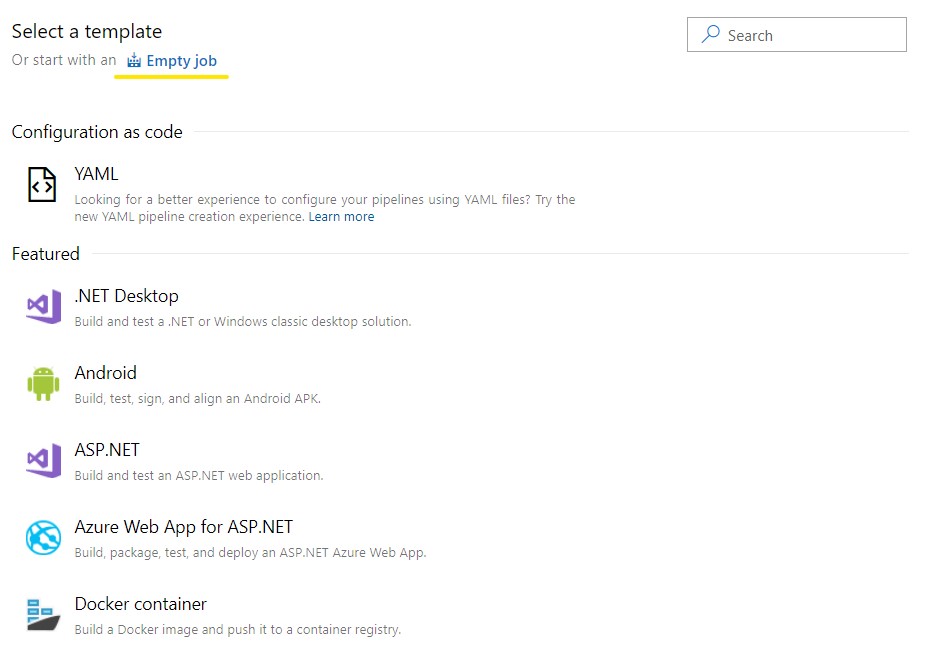 Select a template
Search
Or start with an Empty job
Configuration as code
YAML
Looking for a better experience to configure your pipelines using YAML files? Try the
new YAML pipeline creation experience. Learn more
Featured
.NET Desktop
Build and test a .NET or Windows classic desktop solution.
Android
Build, test, sign, and align an Android APK.
ASP.NET
Build and test an ASP.NET web application.
Azure Web App for ASP.NET
Build, package, test, and deploy an ASP.NET Azure Web App.
Docker container
Build a Docker image and push it to a container registry.